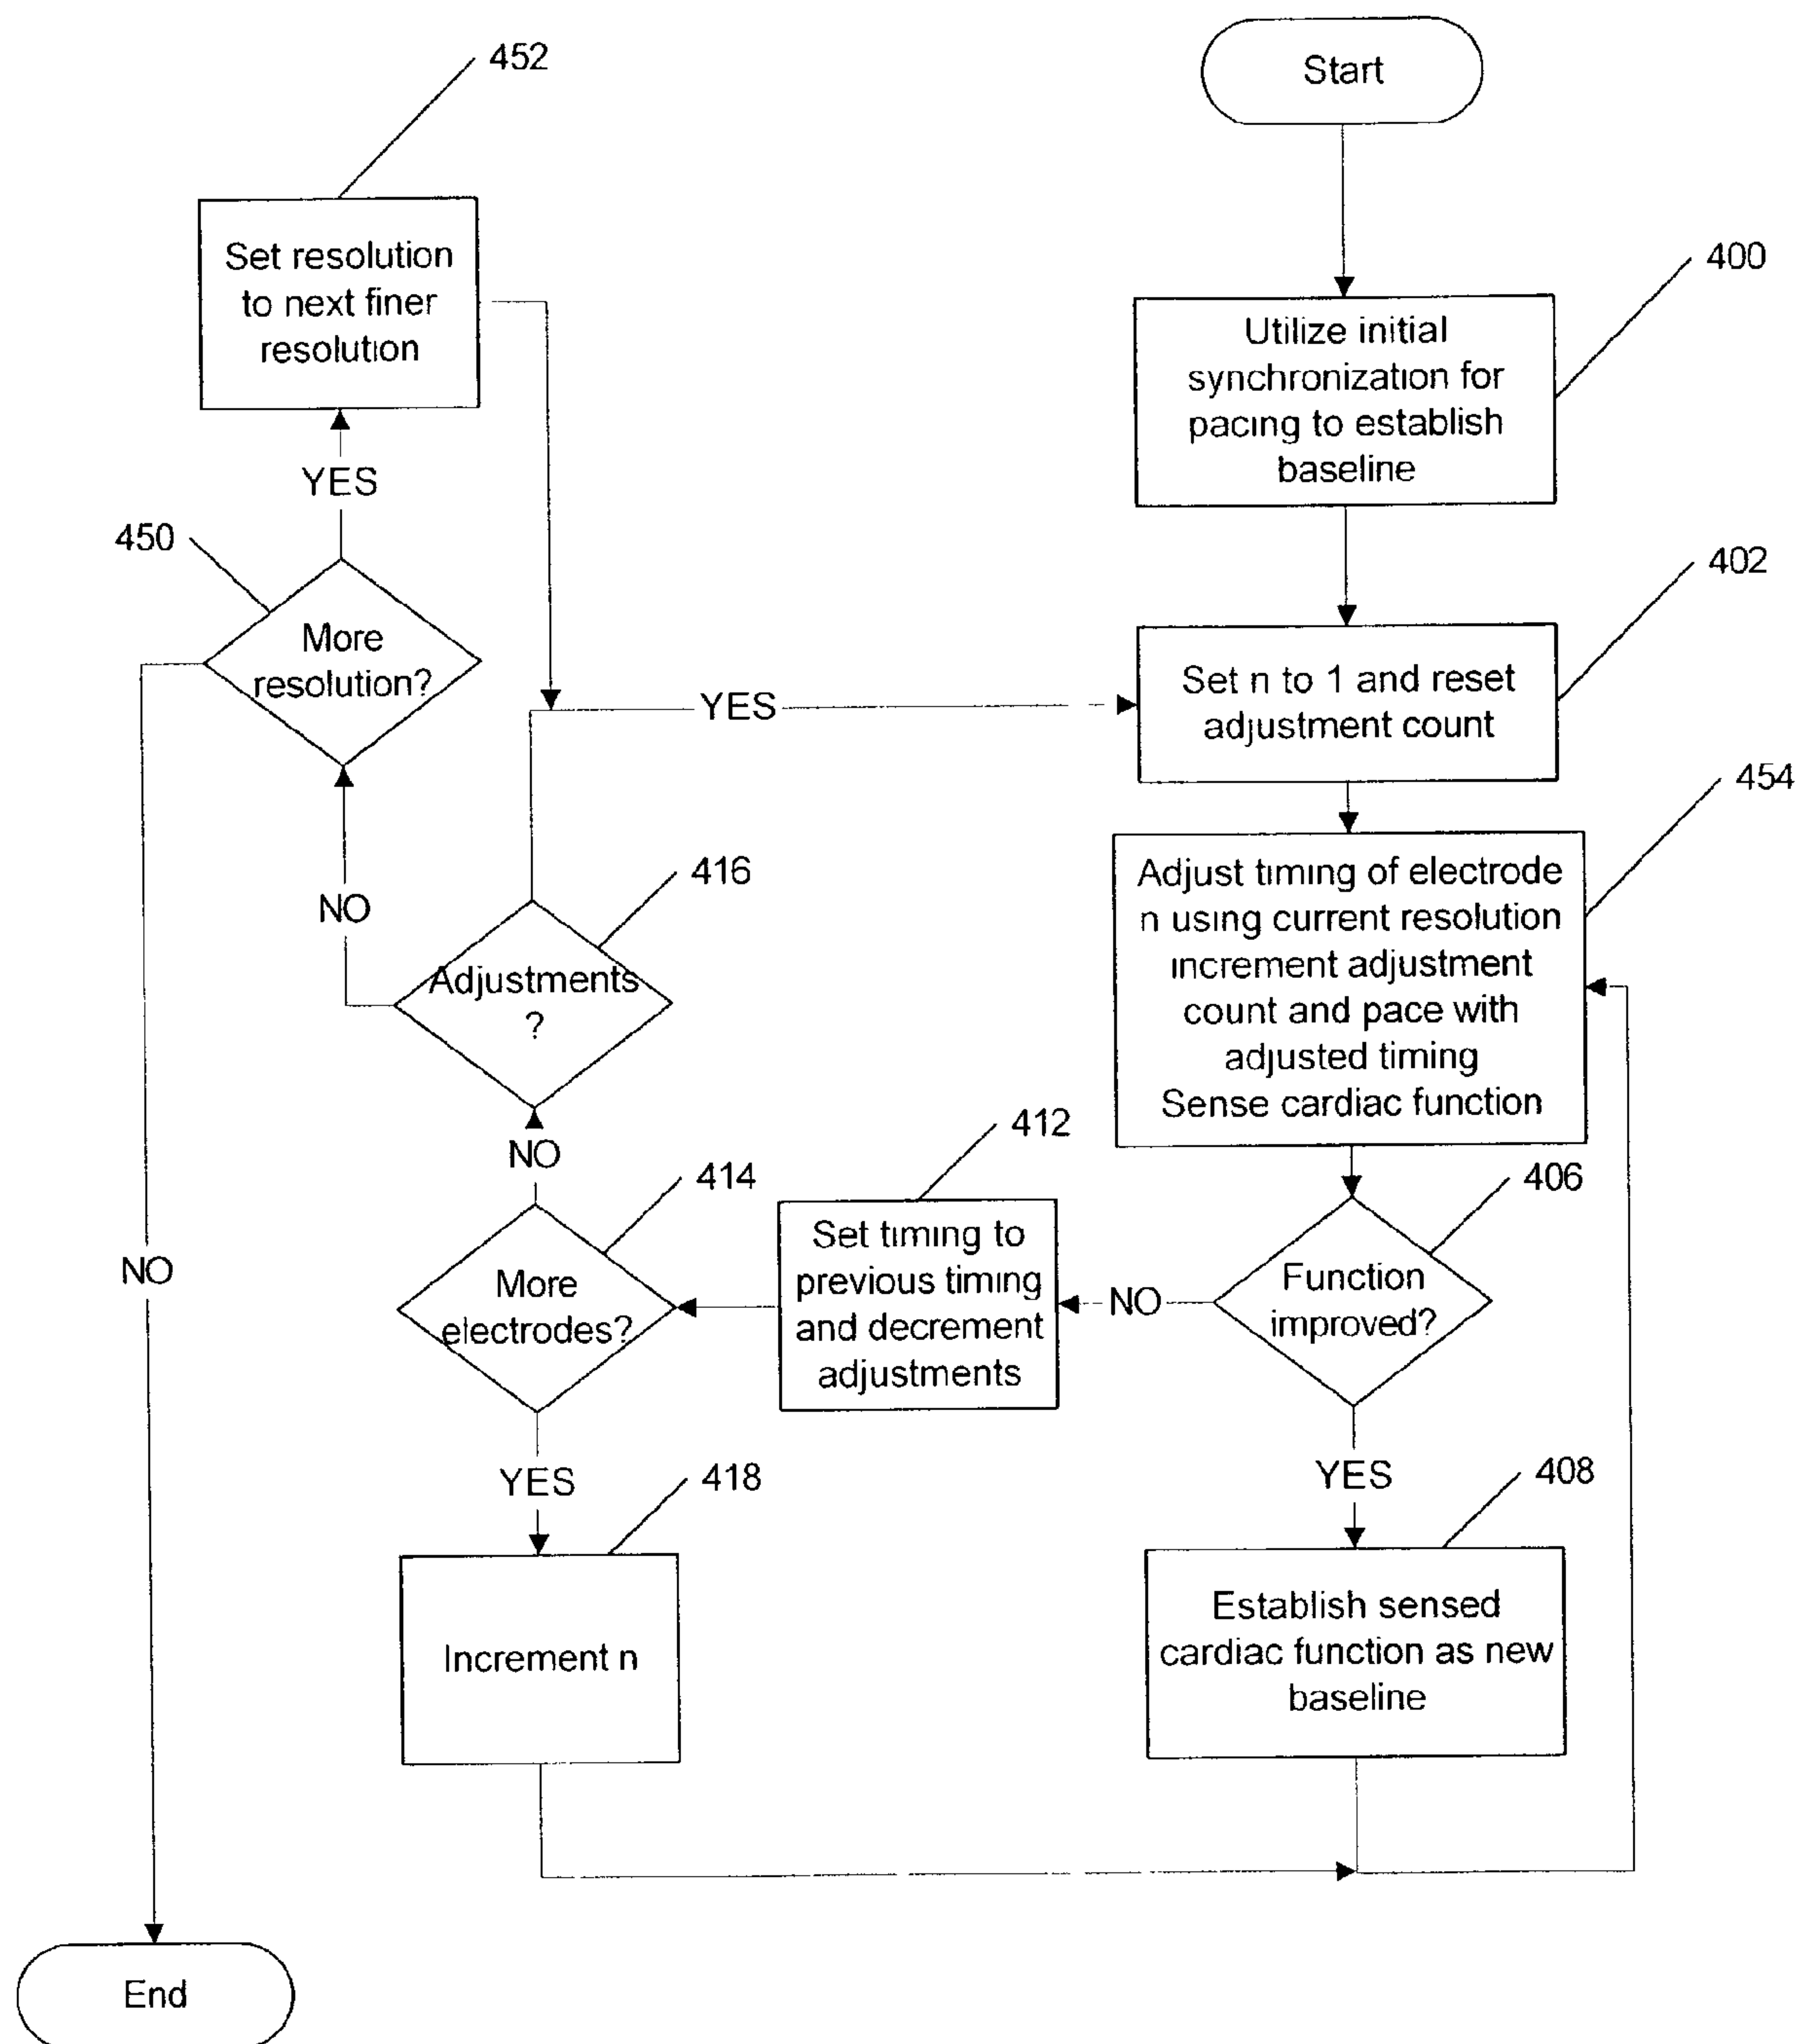 Start
400
Utilize initial
synchronization for
pacing to establish
baseline
402
Set n to 1 and reset
adjustment count
454
Adjust timing of electrode
n using current resolution
increment adjustment
count and pace with
adjusted timing
Sense cardiac function
406
Function
improved?
YES
408
Establish sensed
cardiac function as new
baseline
NO
412
Set timing to
previous timing
and decrement
adjustments
414
More
electrodes?
YES
418
Increment n
NO
416
Adjustments
?
YES
NO
450
More
resolution?
YES
452
Set resolution
to next finer
resolution
NO
End